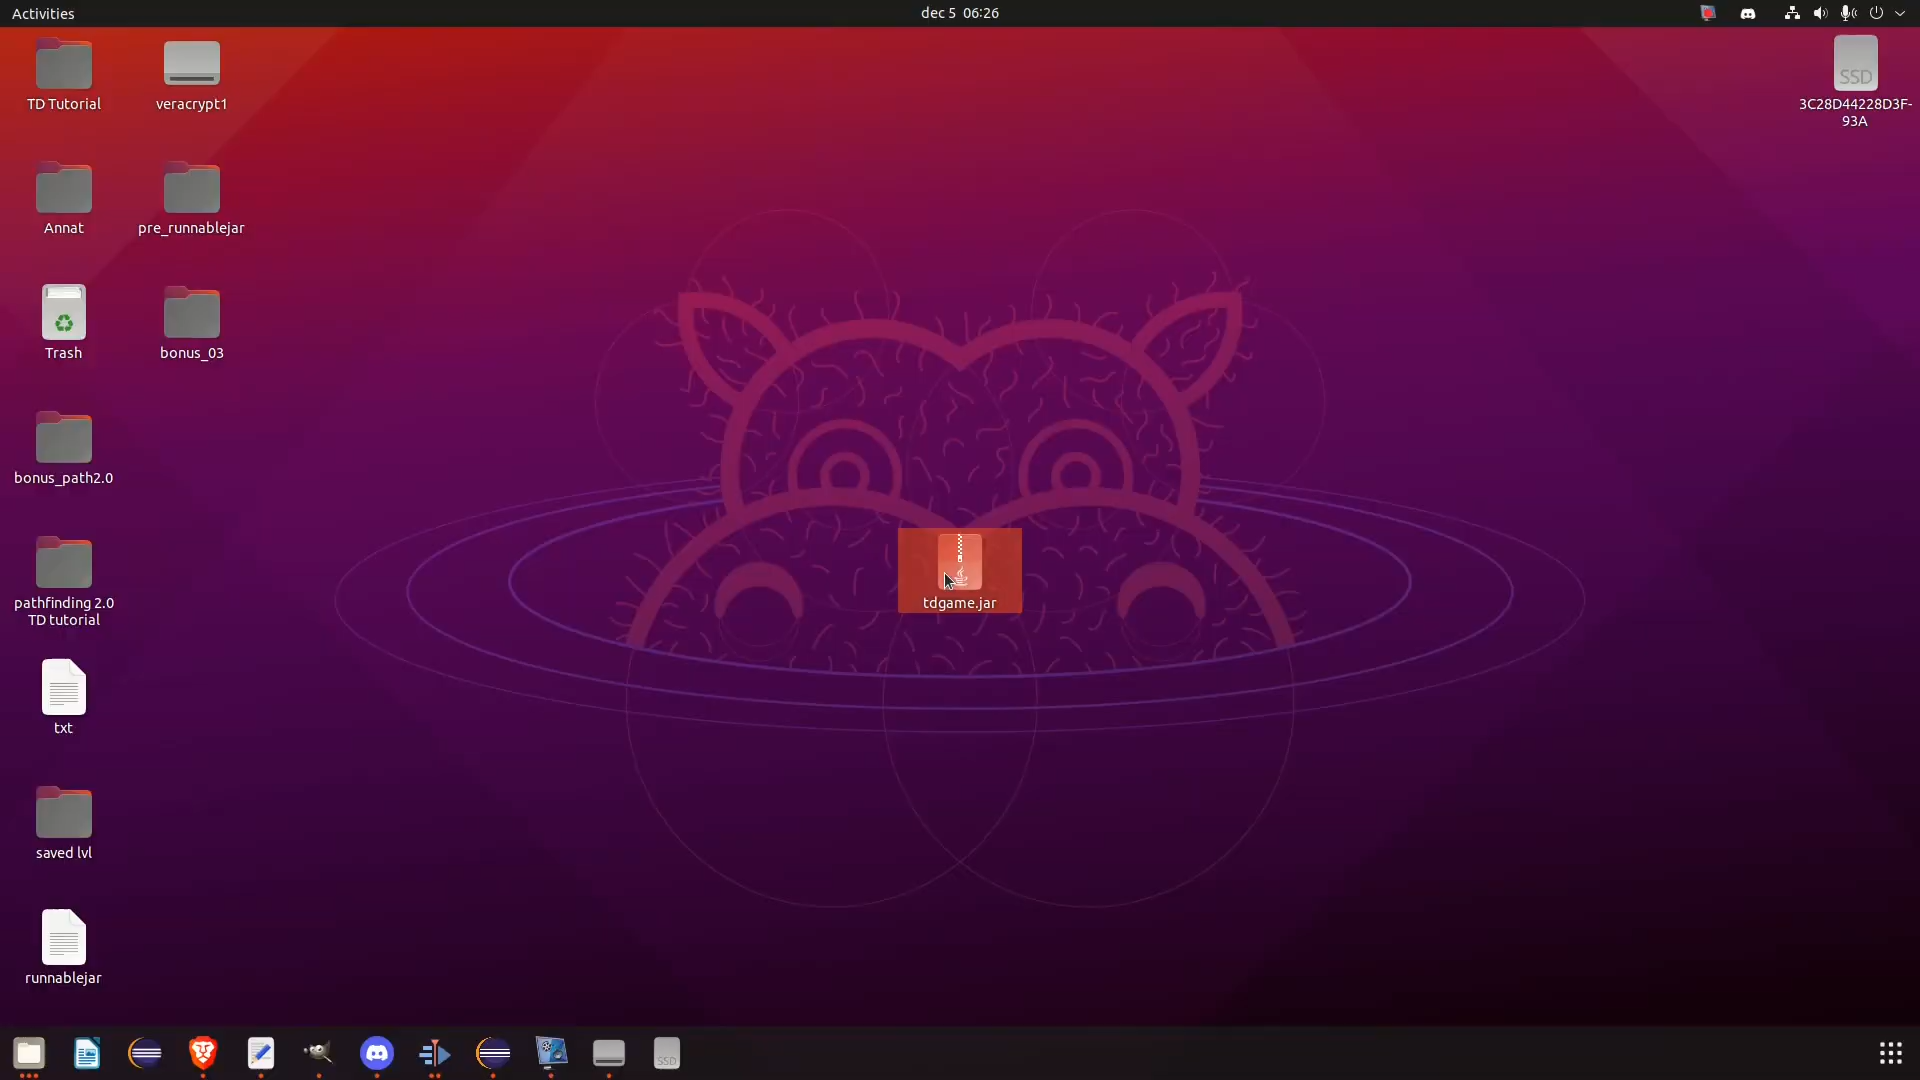 Activities
dec 5 06:26
TD Tutorial
veracrypt1
SSD
3C28D44228D3F-
93A
Annat
pre_runnablejar
Trash
bonus_03
bonus_path2.0
pathfinding 2.0
TD tutorial
tdgame.jar
txt
saved lvl
runnablejar
SSD